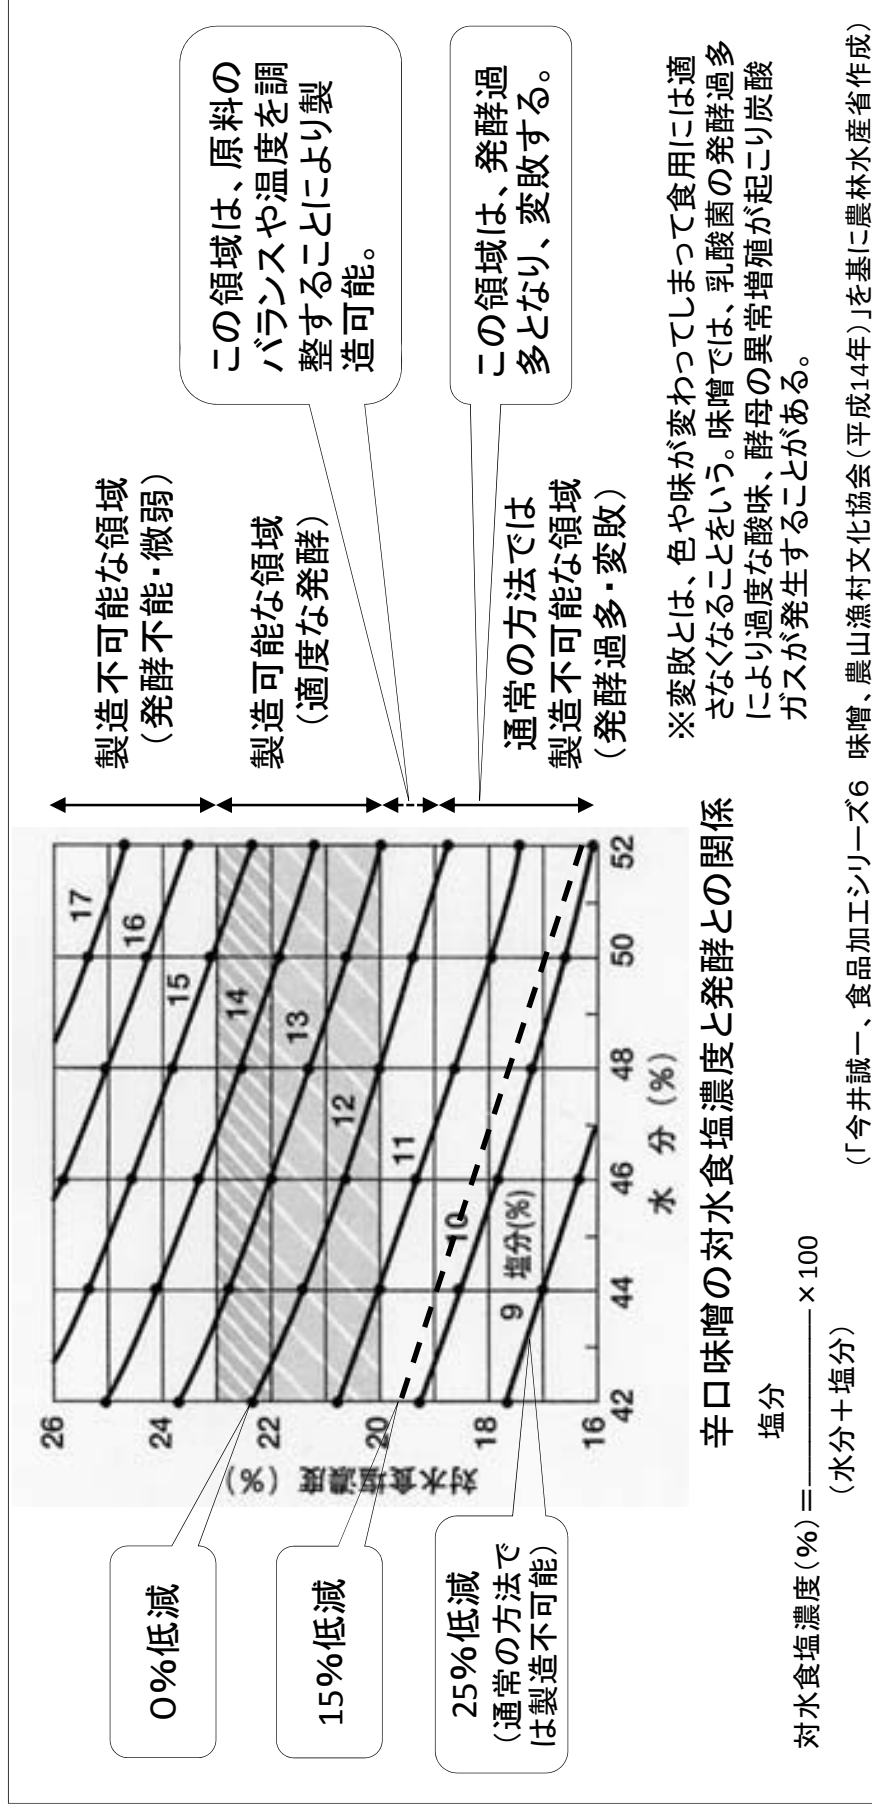 0%低減
15%低減
25%低減
(通常の方法で
は製造不可能)
対水食塩濃度 (%)
26
24
22
20
18
16
42
44
46
48
50
52
水 分 (%)
17
16
15
14
13
12
11
10
9
塩分(%)
製造不可能な領域
(発酵不能・微弱)
製造可能な領域
(適度な発酵)
通常の方法では
製造不可能な領域
(発酵過多・変敗)
この領域は、原料の
バランスや温度を調
整することにより製
造可能。
この領域は、発酵過
多となり、変敗する。
辛口味噌の対水食塩濃度と発酵との関係
対水食塩濃度(%)=
塩分
×100
(水分+塩分)
※変敗とは、色や味が変わってしまって食用には適
さなくなることをいう。味噌では、乳酸菌の発酵過多
により過度な酸味、酵母の異常増殖が起こり炭酸
ガスが発生することがある。
(「今井誠一、食品加工シリーズ6 味噌、農山漁村文化協会(平成14年)」を基に農林水産省作成)